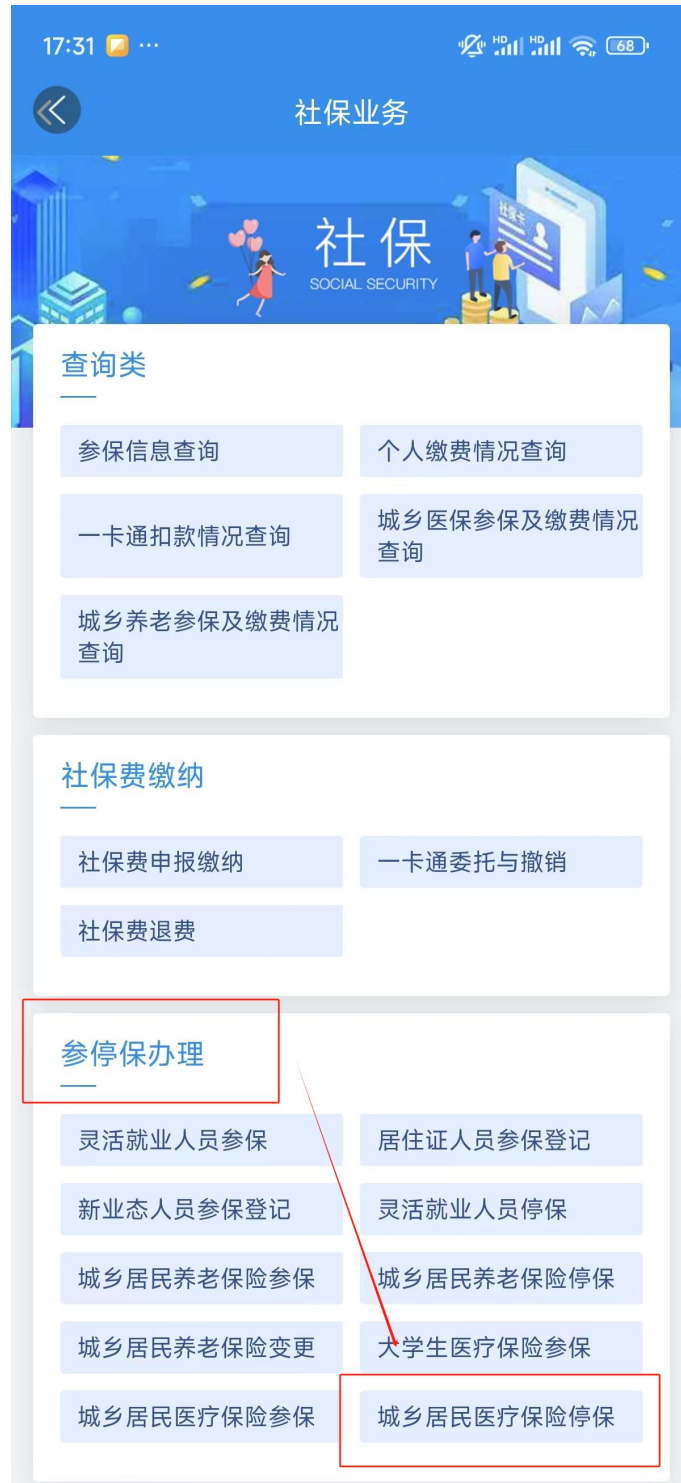 17:31
HD HD 68
社保业务
社保卡
社保
SOCIAL SECURITY
查询类
参保信息查询
个人缴费情况查询
一卡通扣款情况查询
城乡医保参保及缴费情况
查询
城乡养老参保及缴费情况
查询
社保费缴纳
社保费申报缴纳
一卡通委托与撤销
社保费退费
参停保办理
灵活就业人员参保
居住证人员参保登记
新业态人员参保登记
灵活就业人员停保
城乡居民养老保险参保
城乡居民养老保险停保
城乡居民养老保险变更
大学生医疗保险参保
城乡居民医疗保险参保
城乡居民医疗保险停保